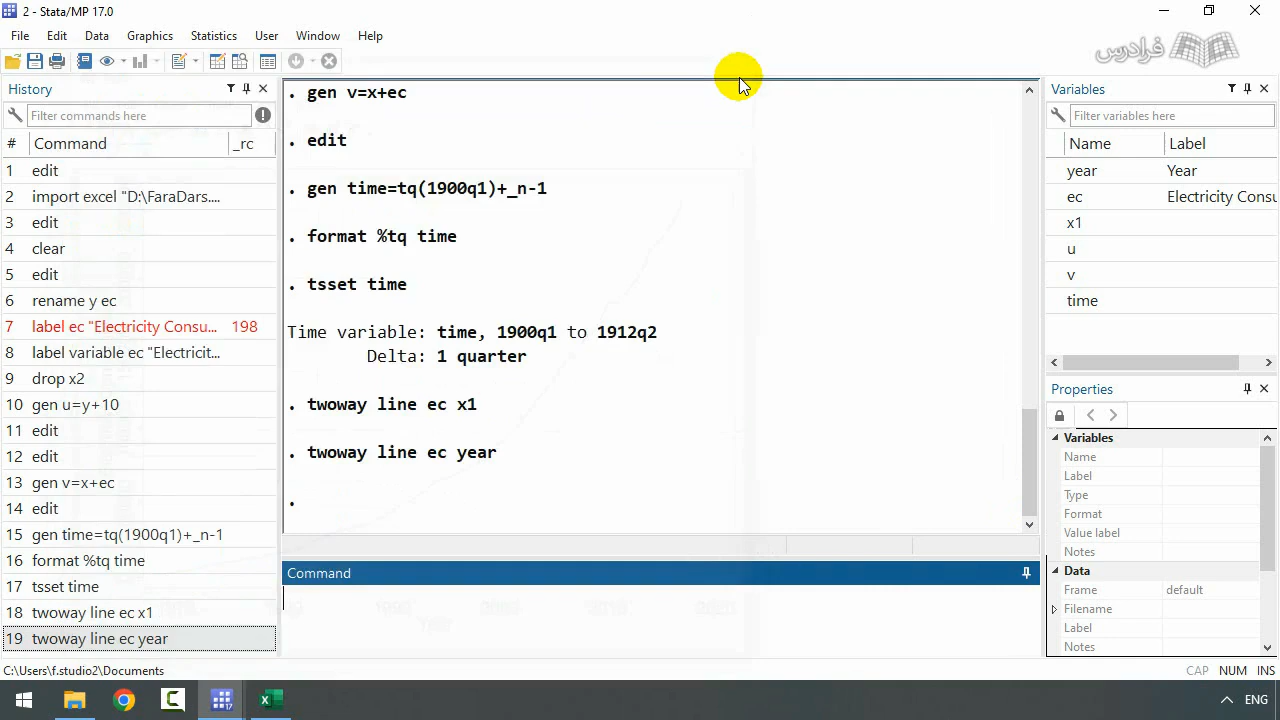 2 - Stata/MP 17.0
File Edit Data Graphics Statistics User Window Help
فرادرس
History
Filter commands here
# Command _rc
1 edit
2 import excel "D:\FaraDars....
3 edit
4 clear
5 edit
6 rename y ec
7 label ec "Electricity Consu... 198
8 label variable ec "Electricit...
9 drop x2
10 gen u=y+10
11 edit
12 edit
13 gen v=x+ec
14 edit
15 gen time=tq(1900q1)+_n-1
16 format %tq time
17 tsset time
18 twoway line ec x1
19 twoway line ec year
. gen v=x+ec
. edit
. gen time=tq(1900q1)+_n-1
. format %tq time
. tsset time
Time variable: time, 1900q1 to 1912q2
Delta: 1 quarter
. twoway line ec x1
. twoway line ec year
.
Command
Variables
Filter variables here
Name Label
year Year
ec Electricity Consu
x1
u
v
time
Properties
Variables
Name
Label
Type
Format
Value label
Notes
Data
Frame default
Filename
Label
Notes
C:\Users\f.studio2\Documents
CAP NUM INS
17
ENG